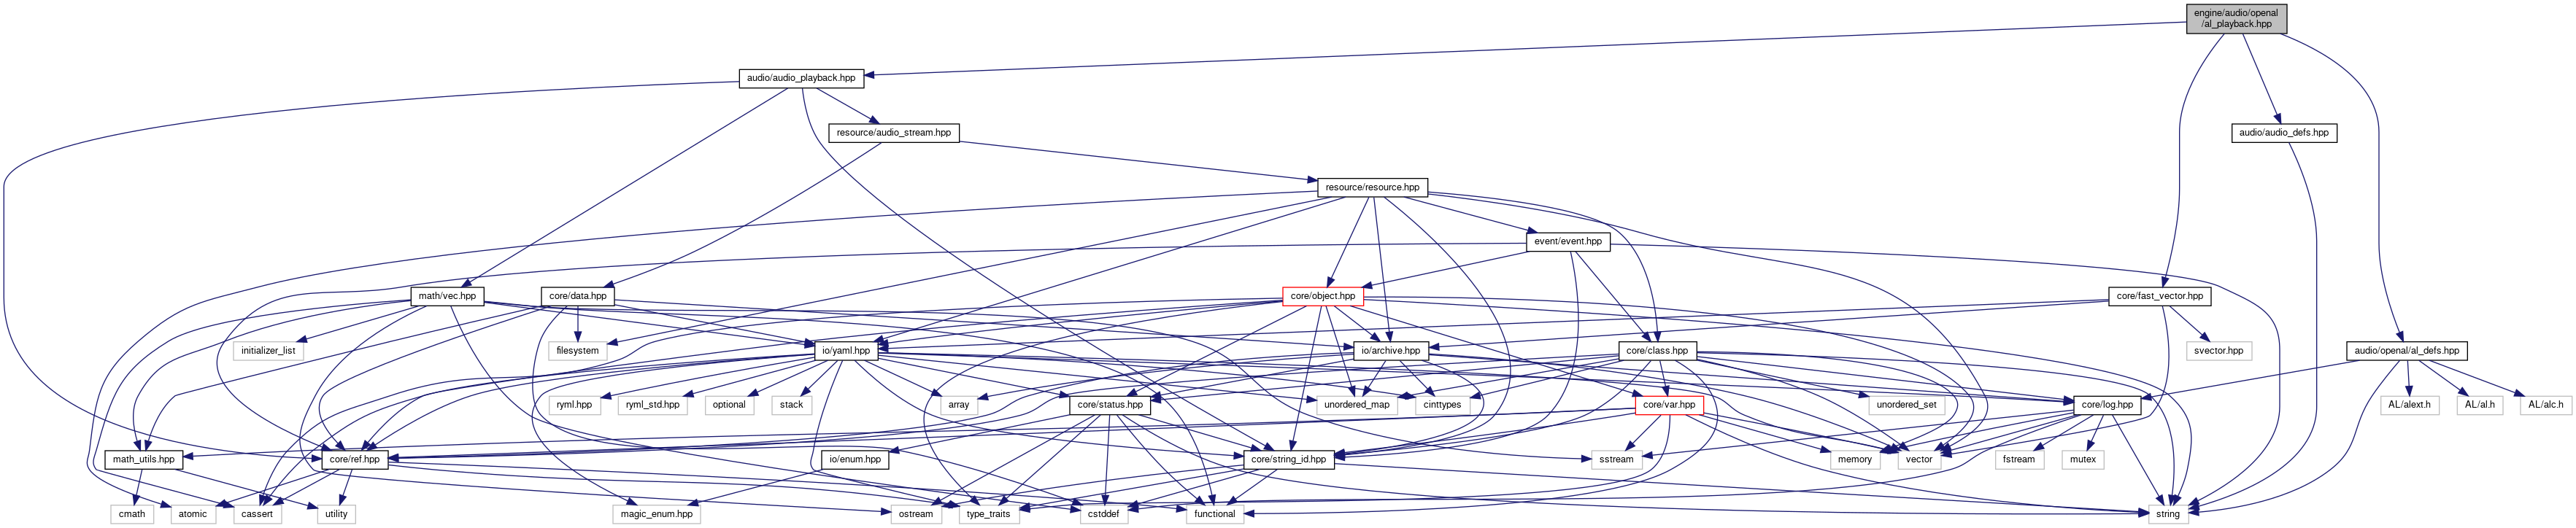 engine/audio/openal
/al_playback.hpp
audio/audio_playback.hpp
resource/audio_stream.hpp
audio/audio_defs.hpp
resource/resource.hpp
event/event.hpp
math/vec.hpp
core/data.hpp
core/object.hpp
core/fast_vector.hpp
initializer_list
filesystem
io/yaml.hpp
io/archive.hpp
core/class.hpp
svector.hpp
audio/openal/al_defs.hpp
ryml.hpp
ryml_std.hpp
optional
stack
array
core/status.hpp
unordered_map
cinttypes
core/var.hpp
unordered_set
core/log.hpp
AL/alext.h
AL/al.h
AL/alc.h
math_utils.hpp
core/ref.hpp
io/enum.hpp
core/string_id.hpp
sstream
memory
vector
fstream
mutex
cmath
atomic
cassert
utility
magic_enum.hpp
ostream
type_traits
cstddef
functional
string